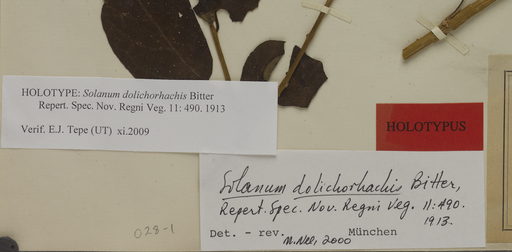 HOLOTYPE: Solanum dolichorhachis Bitter
Repert. Spec. Nov. Regni Veg. 11: 490. 1913
Verif. E.J. Tepe (UT) xi.2009
HOLOTYPUS
Solanum dolichorhachis Bitter,
Repert. Spec. Nov. Regni Veg. 11:490.
1913.
Det. - rev. München
M. Nee, 2000
028-1